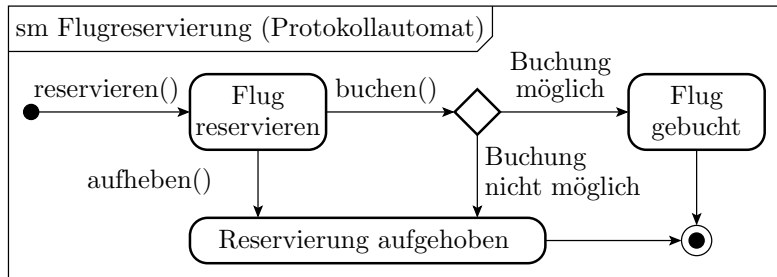 sm Flugreservierung (Protokollautomat)
reservieren()
Flug
reservieren
buchen()
Buchung
möglich
Flug
gebucht
aufheben()
Buchung
nicht möglich
Reservierung aufgehoben